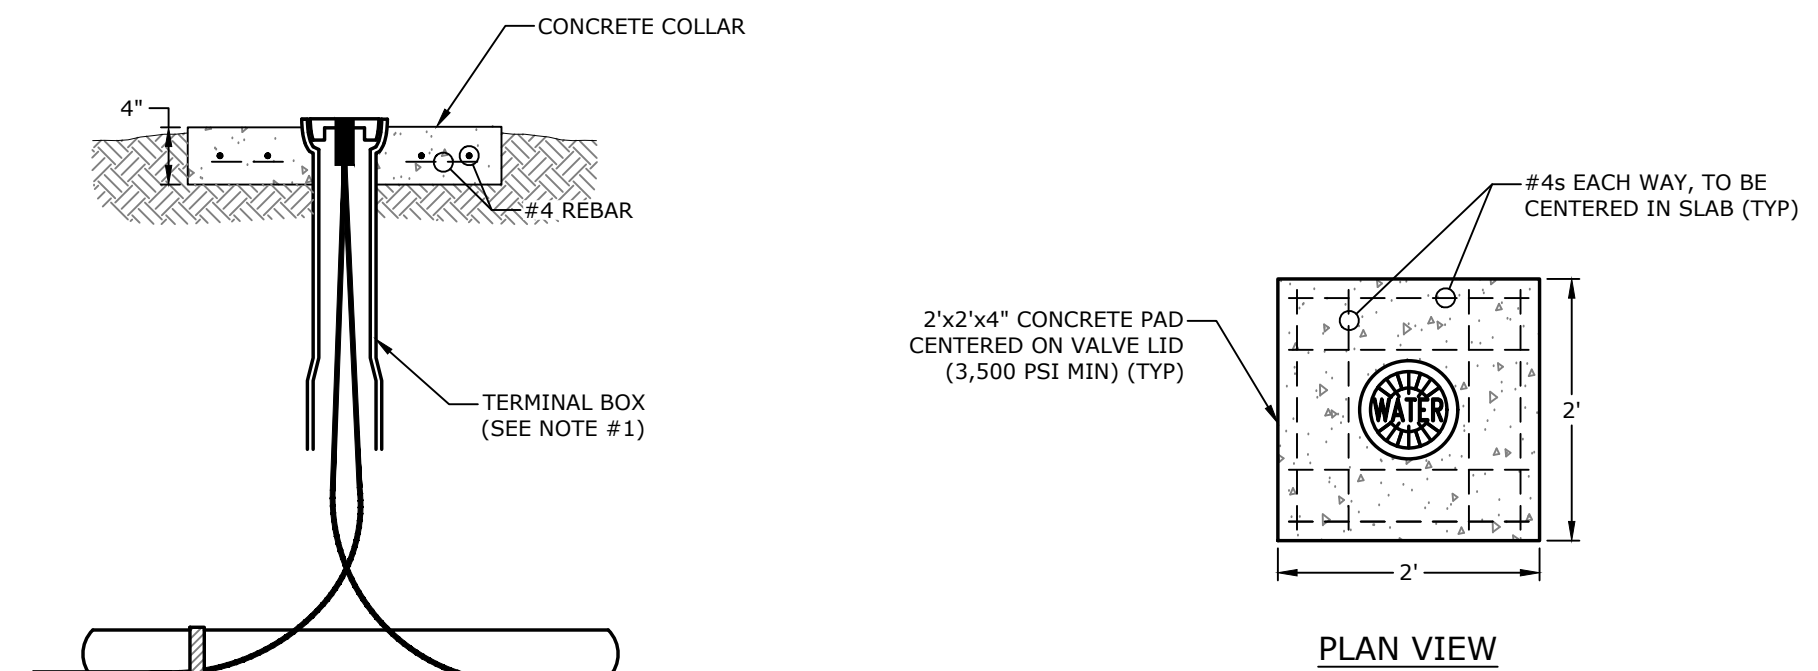 CONCRETE COLLAR
4"
#4 REBAR
TERMINAL BOX
(SEE NOTE #1)
#4s EACH WAY, TO BE
CENTERED IN SLAB (TYP)
2'x2'x4" CONCRETE PAD
CENTERED ON VALVE LID
(3,500 PSI MIN) (TYP)
WATER
2'
2'
PLAN VIEW